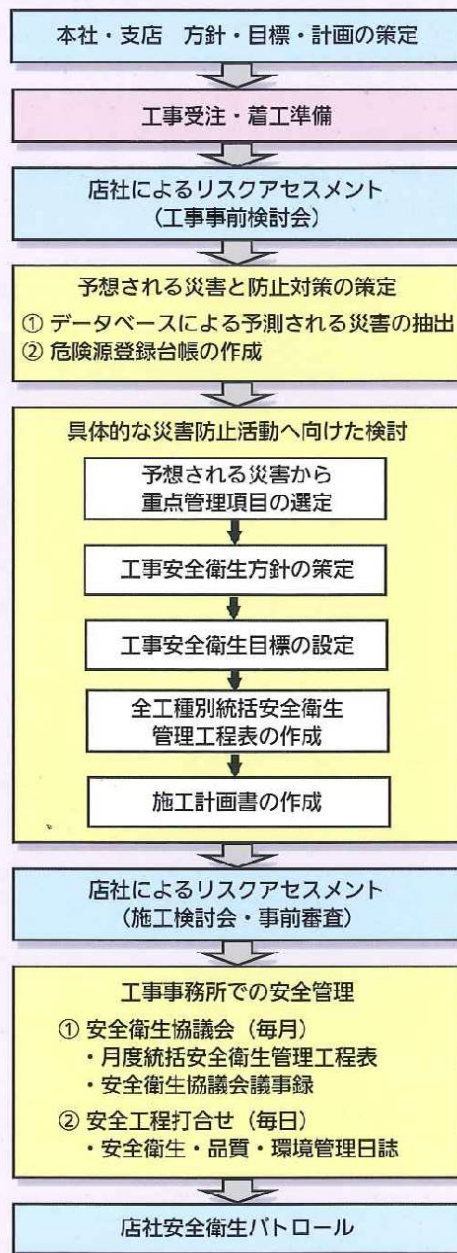 本社・支店　方針・目標・計画の策定
工事受注・着工準備
店社によるリスクアセスメント
（工事事前検討会）
予想される災害と防止対策の策定
① データベースによる予測される災害の抽出
② 危険源登録台帳の作成
具体的な災害防止活動へ向けた検討
予想される災害から
重点管理項目の選定
工事安全衛生方針の策定
工事安全衛生目標の設定
全工種別統括安全衛生
管理工程表の作成
施工計画書の作成
店社によるリスクアセスメント
（施工検討会・事前審査）
工事事務所での安全管理
① 安全衛生協議会（毎月）
・月度統括安全衛生管理工程表
・安全衛生協議会議事録
② 安全工程打合せ（毎日）
・安全衛生・品質・環境管理日誌
店社安全衛生パトロール